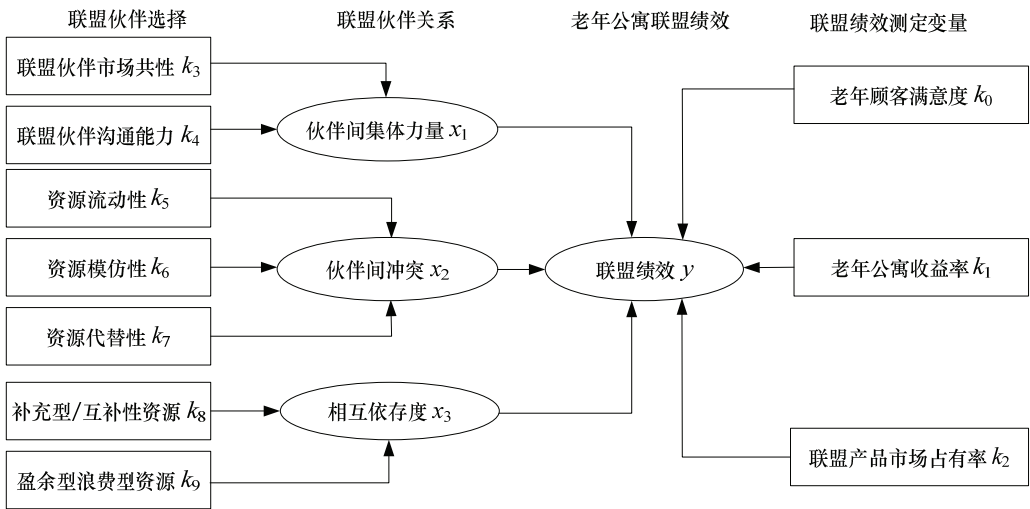 联盟伙伴选择
联盟伙伴关系
老年公寓联盟绩效
联盟绩效测定变量
联盟伙伴市场共性 k3
联盟伙伴沟通能力 k4
资源流动性 k5
资源模仿性 k6
资源代替性 k7
补充型/互补性资源 k8
盈余型浪费型资源 k9
伙伴间集体力量 x1
伙伴间冲突 x2
相互依存度 x3
联盟绩效 y
老年顾客满意度 k0
老年公寓收益率 k1
联盟产品市场占有率 k2